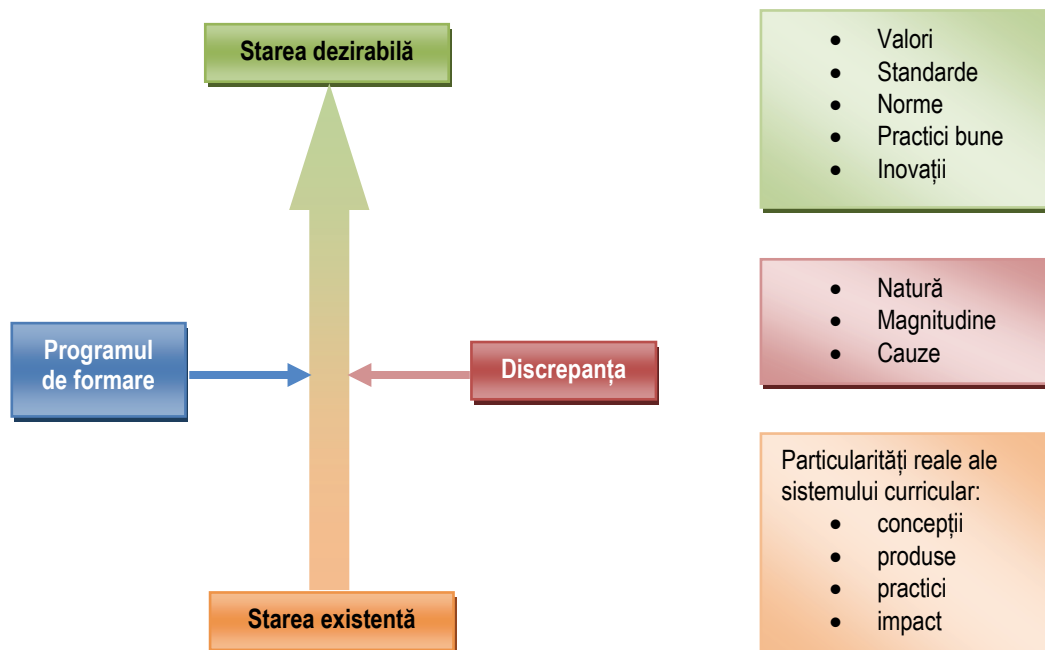 Starea dezirabilă
Programul
de formare
Discrepanța
Starea existentă
• Valori
• Standarde
• Norme
• Practici bune
• Inovații
• Natură
• Magnitudine
• Cauze
Particularități reale ale
sistemului curricular:
• concepții
• produse
• practici
• impact